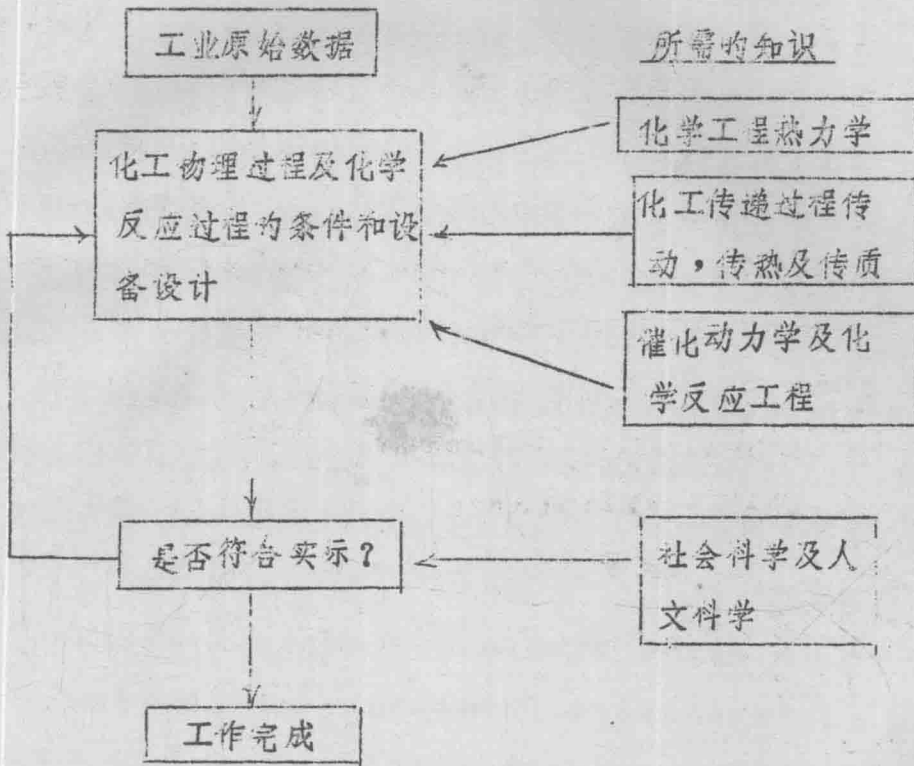 工业原始数据
所需的知识
化工物理过程及化学
反应过程的条件和设
备设计
化学工程热力学
化工传递过程传
动，传热及传质
催化动力学及化
学反应工程
是否符合实示？
社会科学及人
文科学
工作完成